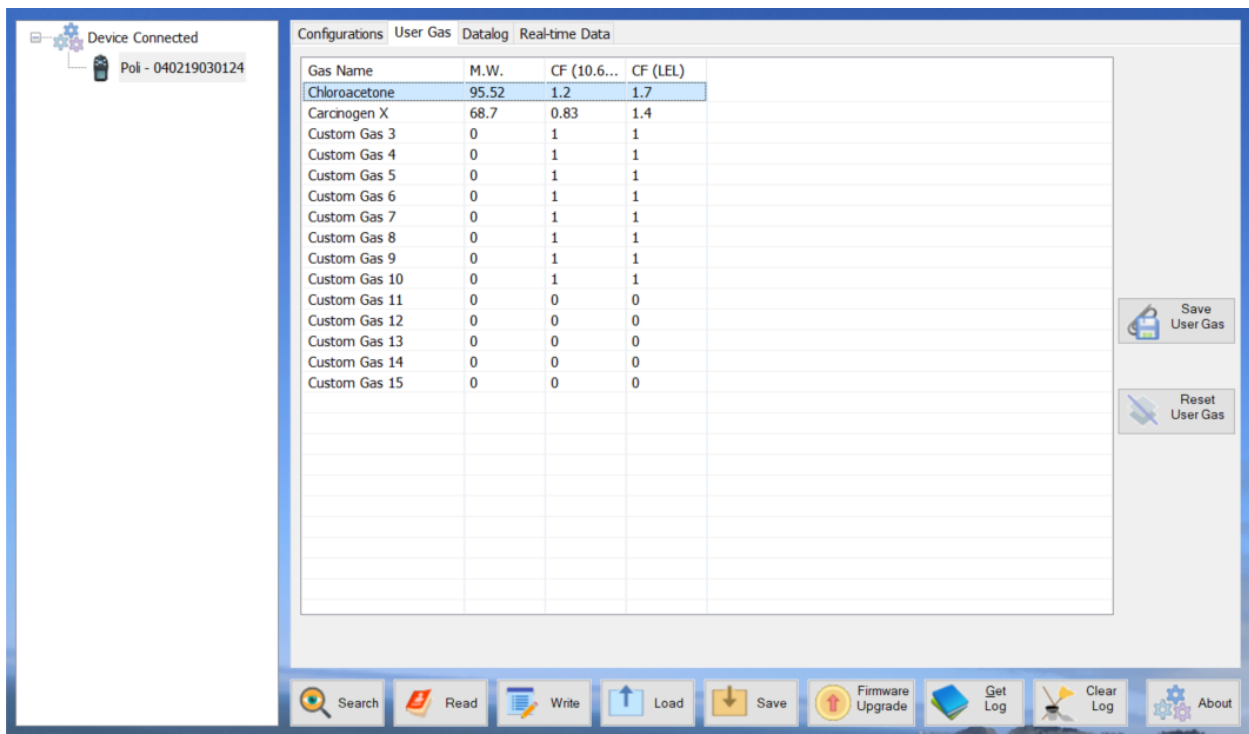 Device Connected
Poli - 040219030124
Configurations User Gas Datalog Real-time Data
Gas Name M.W. CF (10.6... CF (LEL)
Chloroacetone 95.52 1.2 1.7
Carcinogen X 68.7 0.83 1.4
Custom Gas 3 0 1 1
Custom Gas 4 0 1 1
Custom Gas 5 0 1 1
Custom Gas 6 0 1 1
Custom Gas 7 0 1 1
Custom Gas 8 0 1 1
Custom Gas 9 0 1 1
Custom Gas 10 0 1 1
Custom Gas 11 0 0 0
Custom Gas 12 0 0 0
Custom Gas 13 0 0 0
Custom Gas 14 0 0 0
Custom Gas 15 0 0 0
Save
User Gas
Reset
User Gas
Search
Read
Write
Load
Save
Firmware
Upgrade
Get
Log
Clear
Log
About